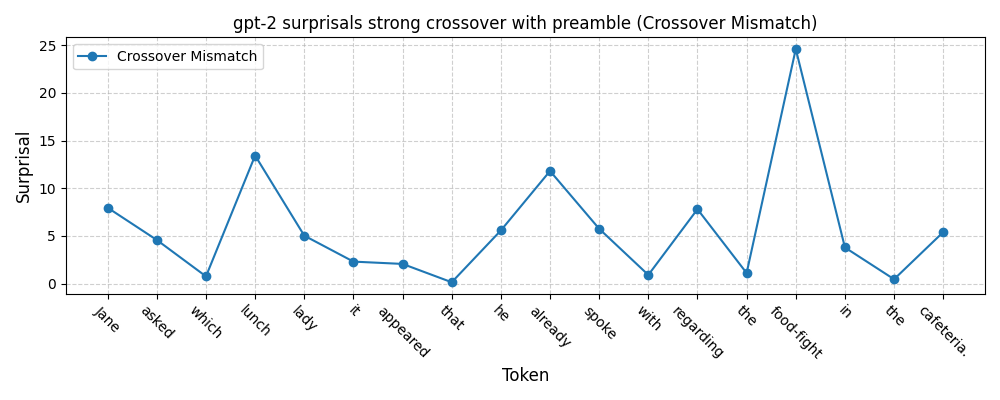 gpt-2 surprisals strong crossover with preamble (Crossover Mismatch)
Crossover Mismatch
Surprisal
25
20
15
10
5
0
Jane
asked
which
lunch
lady
it
appeared
that
he
already
spoke
with
regarding
the
food-fight
in
the
cafeteria.
Token